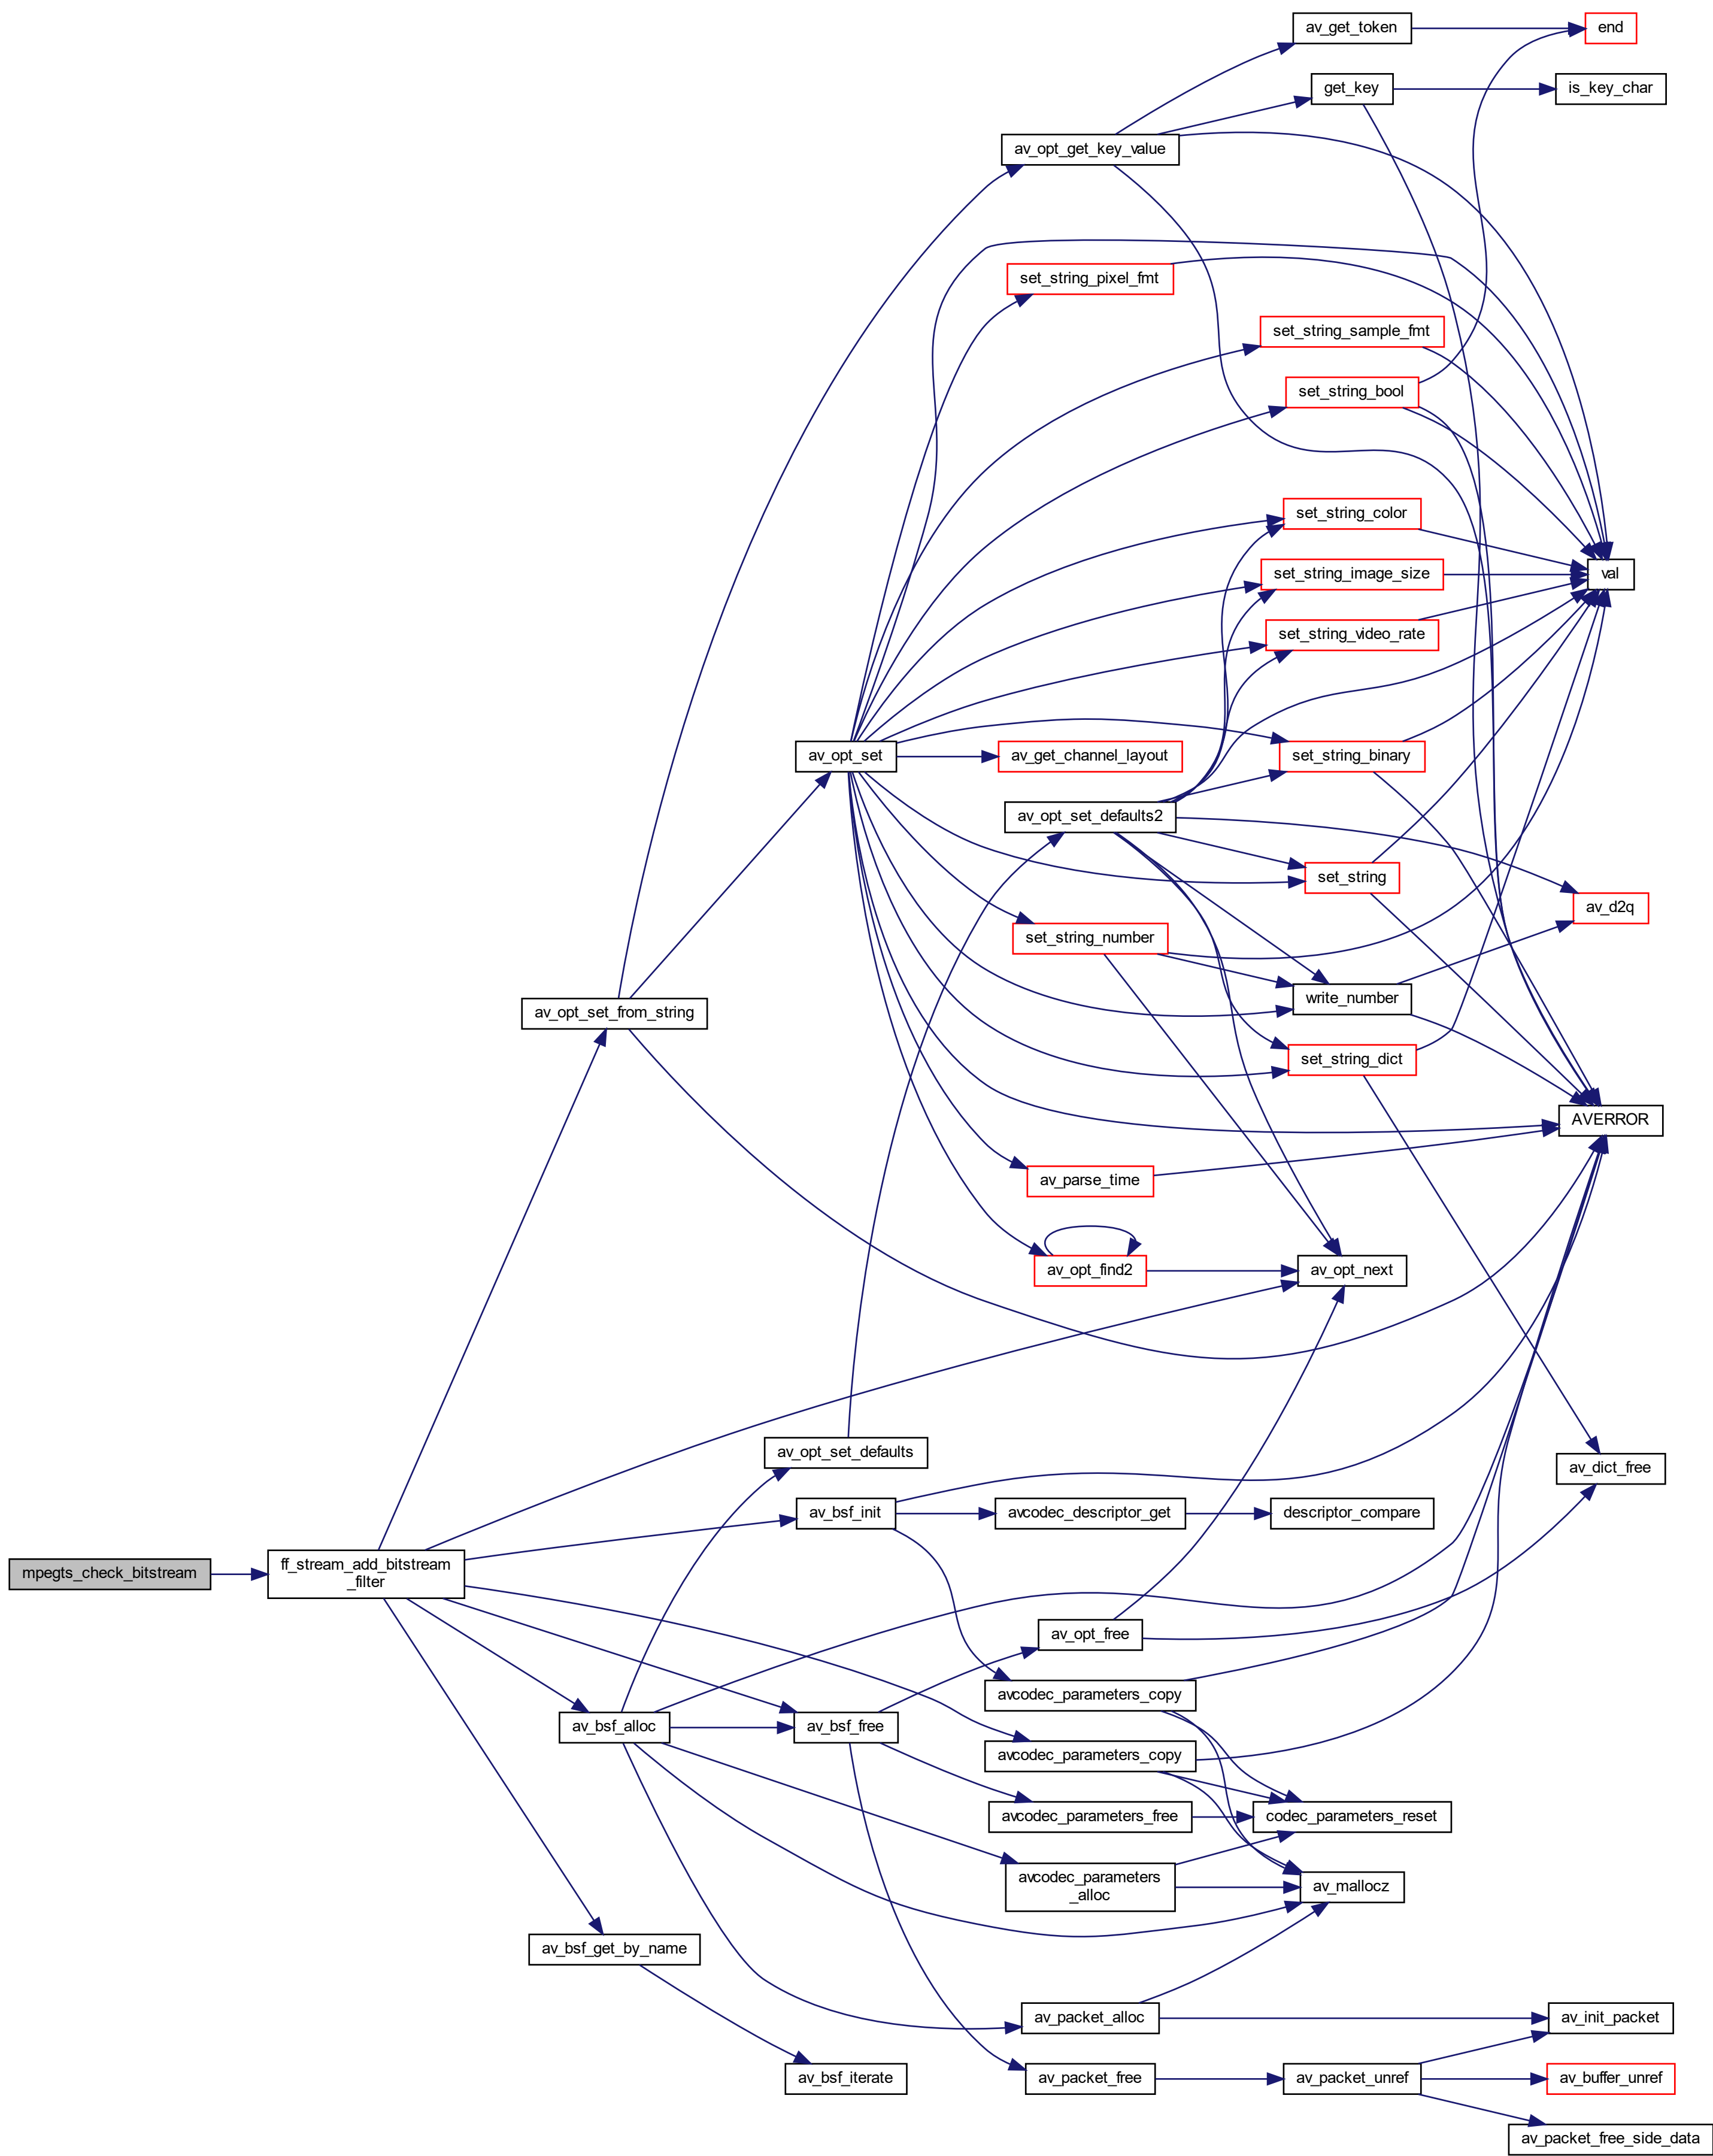 av_get_token
end
get_key
is_key_char
av_opt_get_key_value
set_string_pixel_fmt
set_string_sample_fmt
set_string_bool
set_string_color
set_string_image_size
val
set_string_video_rate
av_opt_set
av_get_channel_layout
set_string_binary
av_opt_set_defaults2
set_string
av_d2q
set_string_number
write_number
av_opt_set_from_string
set_string_dict
AVERROR
av_parse_time
av_opt_find2
av_opt_next
av_opt_set_defaults
av_dict_free
av_bsf_init
avcodec_descriptor_get
descriptor_compare
mpegts_check_bitstream
ff_stream_add_bitstream
_filter
av_opt_free
avcodec_parameters_copy
av_bsf_alloc
av_bsf_free
avcodec_parameters_copy
avcodec_parameters_free
codec_parameters_reset
avcodec_parameters
_alloc
av_mallocz
av_bsf_get_by_name
av_packet_alloc
av_init_packet
av_bsf_iterate
av_packet_free
av_packet_unref
av_buffer_unref
av_packet_free_side_data